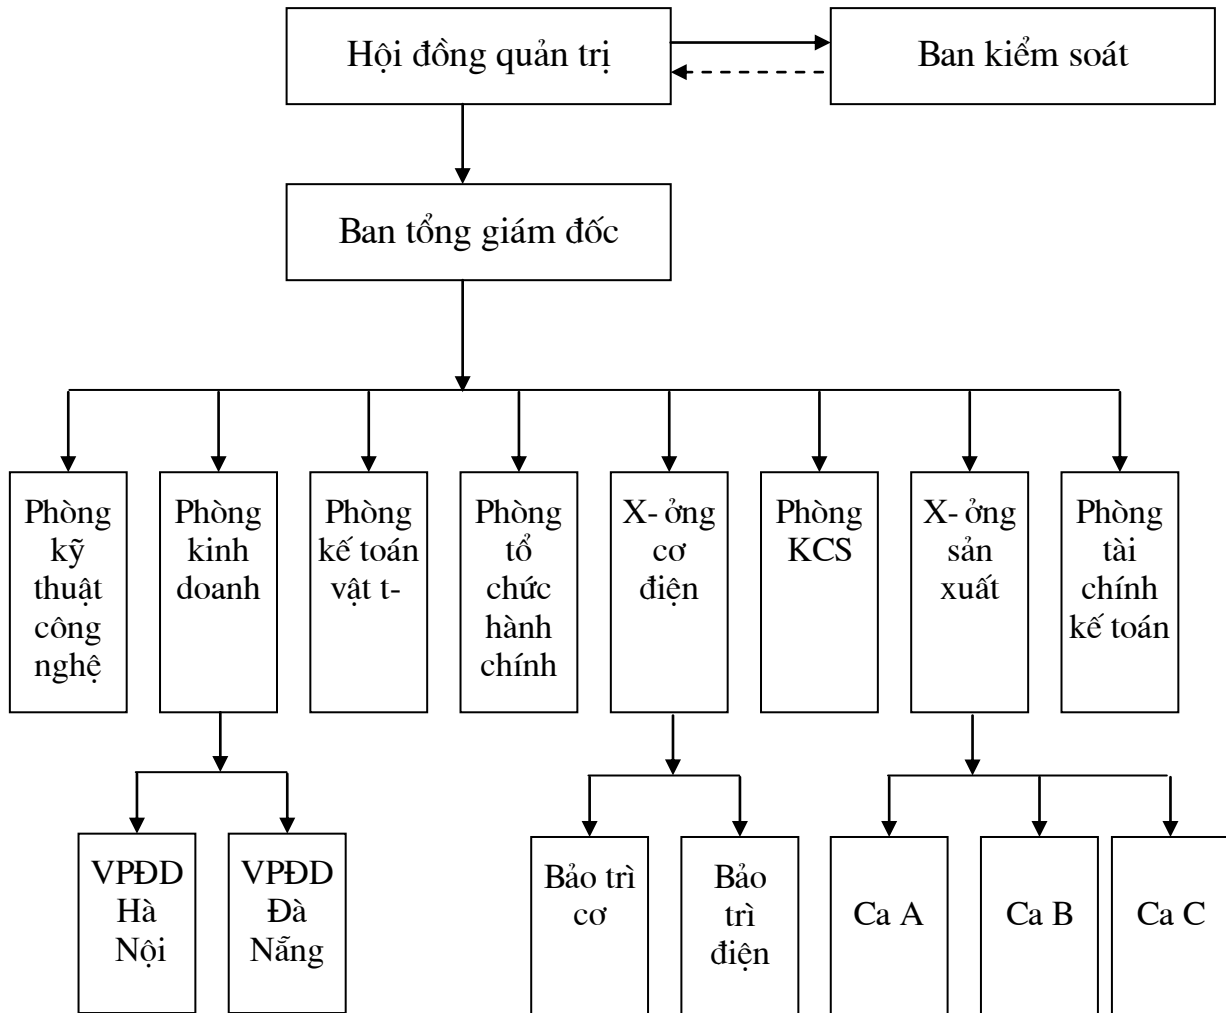 Hội đồng quản trị
Ban kiểm soát
Ban tổng giám đốc
Phòng
kỹ
thuật
công
nghệ
Phòng
kinh
doanh
Phòng
kế toán
vật t-
Phòng
tổ
chức
hành
chính
X- ởng
cơ
điện
Phòng
KCS
X- ởng
sản
xuất
Phòng
tài
chính
kế toán
VPĐD
Hà
Nội
VPĐD
Đà
Nẵng
Bảo trì
cơ
Bảo
trì
điện
Ca A
Ca B
Ca C